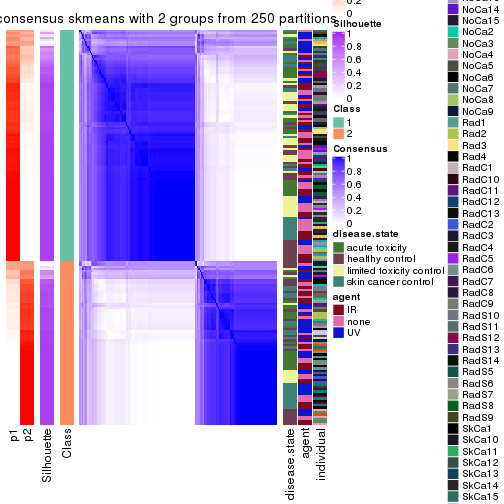 consensus skmeans with 2 groups from 250 partitions
p1
p2
Silhouette
Class
disease.state
agent
individual
0.2
0
Silhouette
1
0.8
0.6
0.4
0.2
0
Class
1
2
Consensus
1
0.8
0.6
0.4
0.2
0
disease.state
acute toxicity
healthy control
limited toxicity control
skin cancer control
agent
IR
none
UV
NoCa14
NoCa15
NoCa2
NoCa3
NoCa4
NoCa5
NoCa6
NoCa7
NoCa8
NoCa9
Rad1
Rad2
Rad3
Rad4
RadC1
RadC10
RadC11
RadC12
RadC13
RadC2
RadC3
RadC4
RadC5
RadC6
RadC7
RadC8
RadC9
RadS10
RadS11
RadS12
RadS13
RadS14
RadS5
RadS6
RadS7
RadS8
RadS9
SkCa1
SkCa10
SkCa11
SkCa12
SkCa13
SkCa14
SkCa15